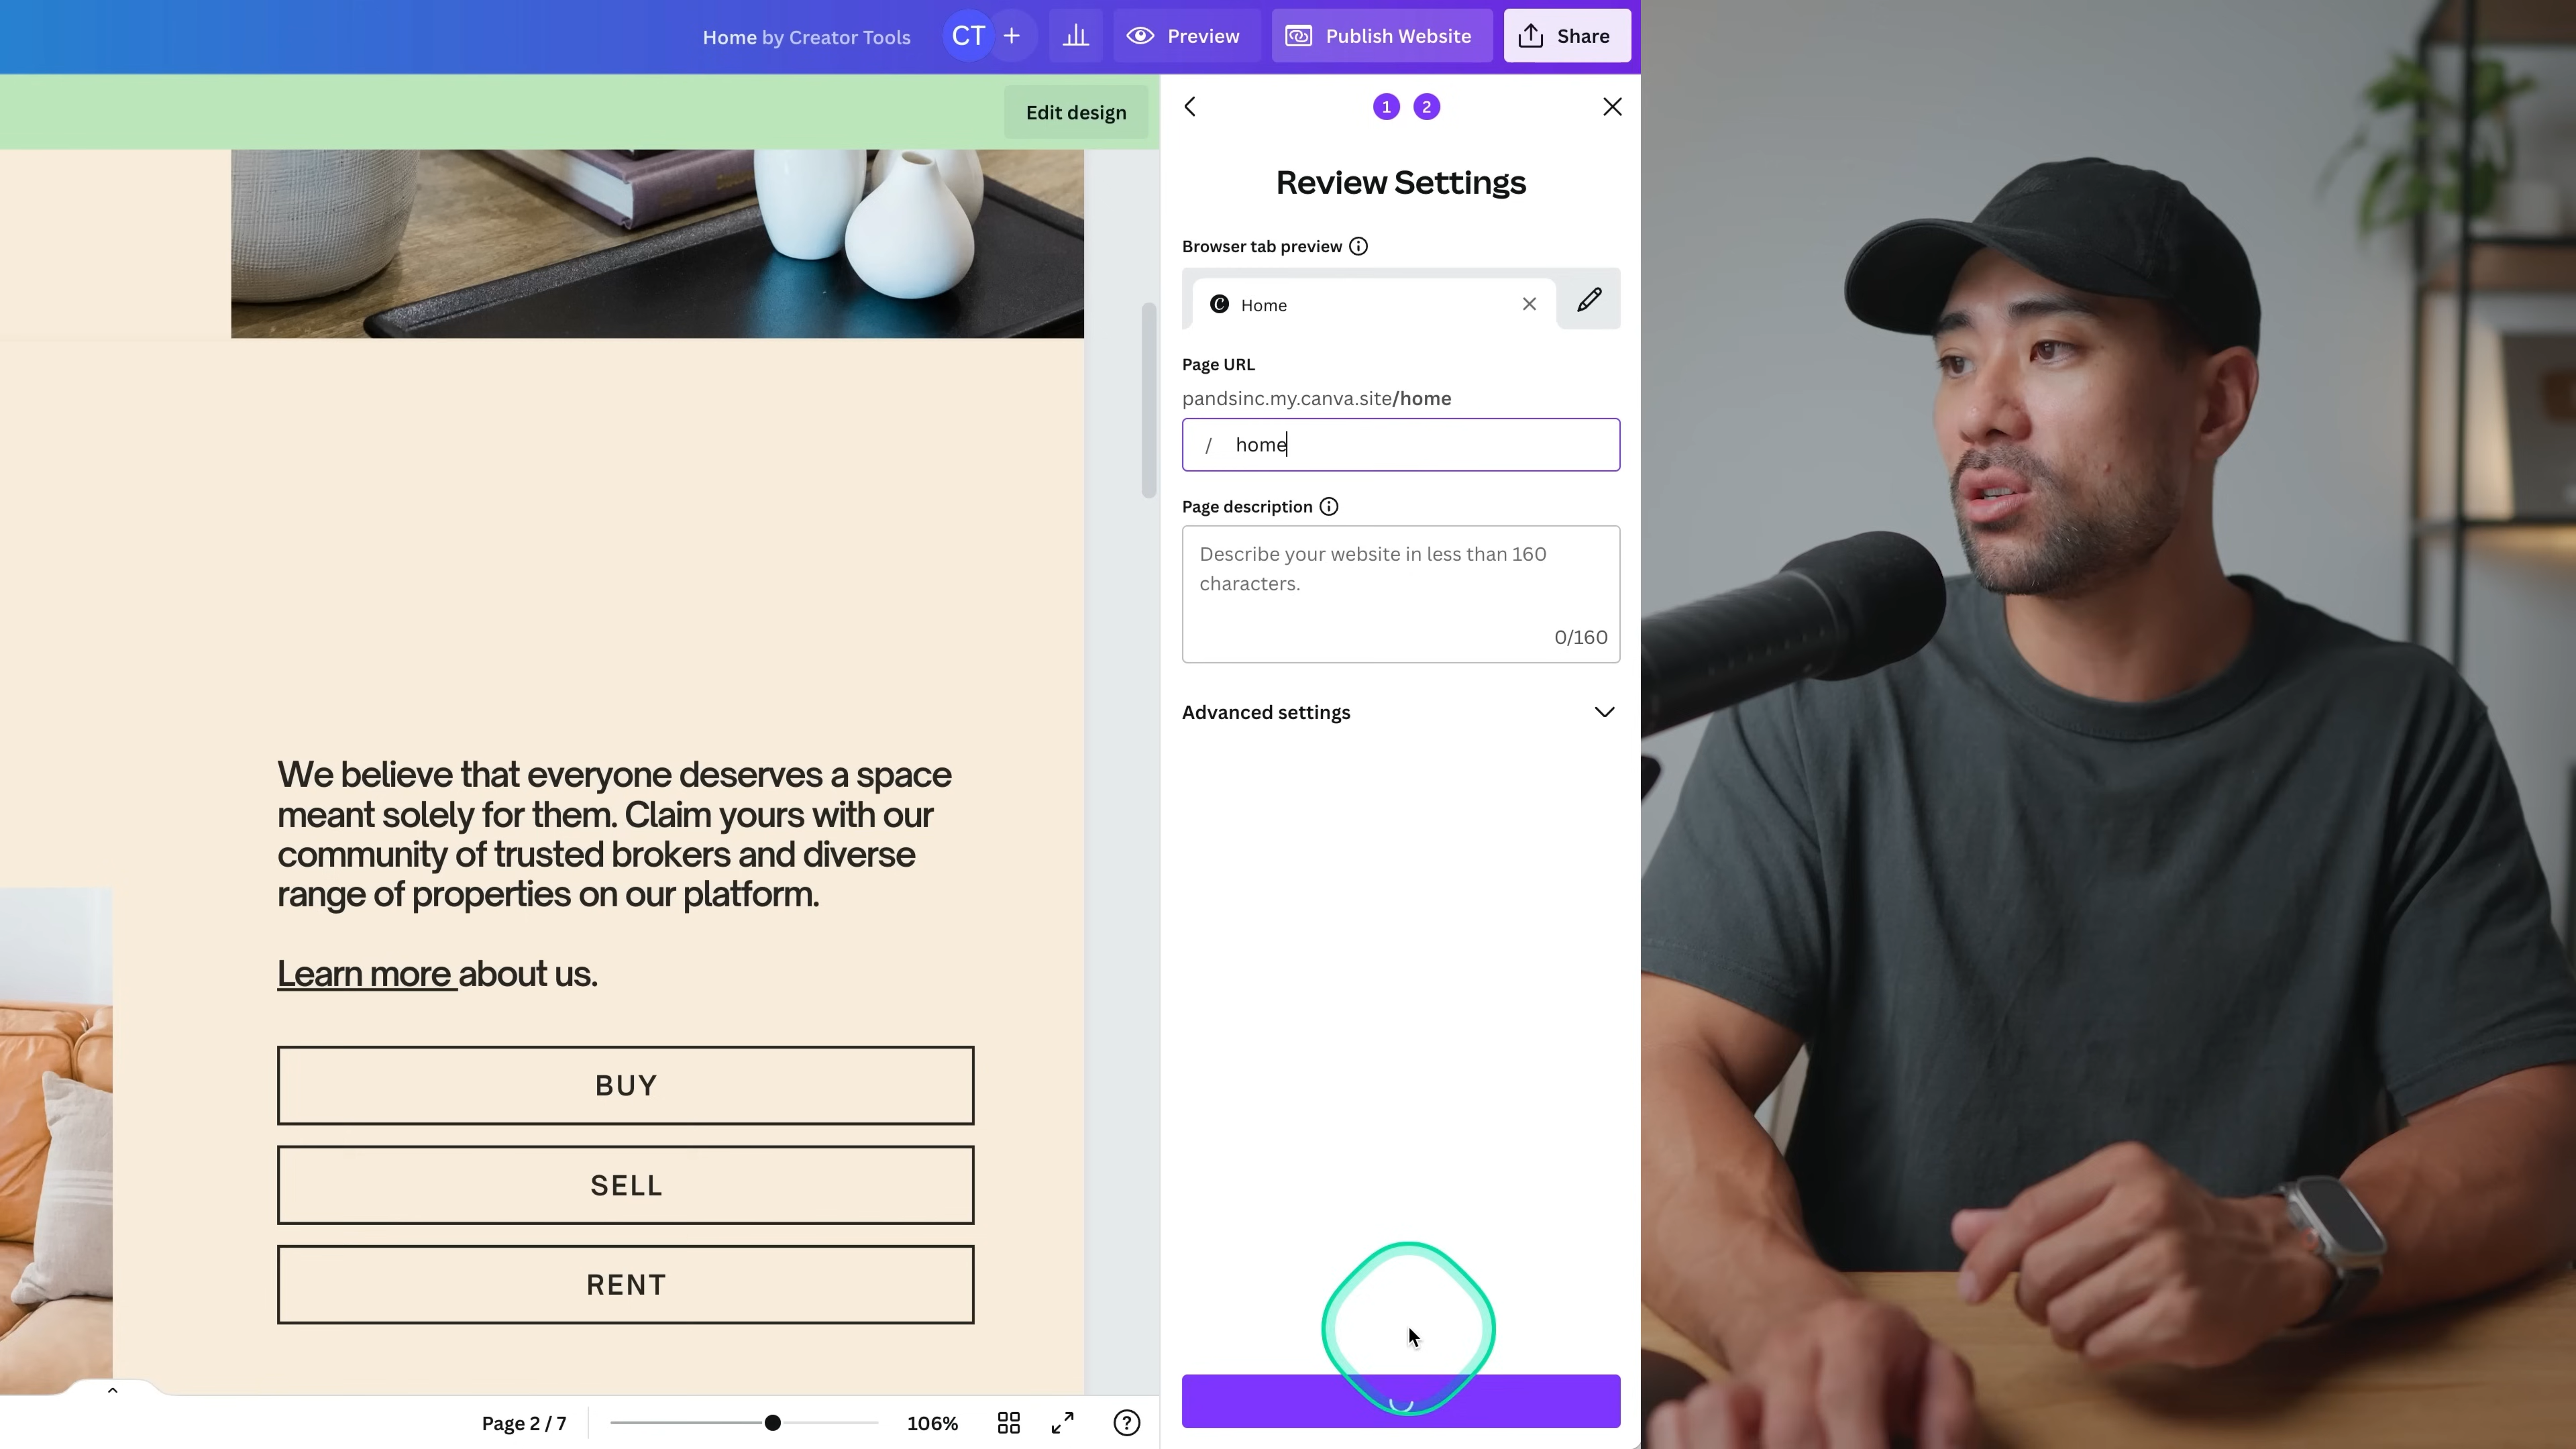 Home by Creator Tools
CT
+
Preview
Publish Website
Share
Edit design
1 2
Review Settings
Browser tab preview
Home
Page URL
pandsinc.my.canva.site/home
/ home
Page description
Describe your website in less than 160
characters.
0/160
Advanced settings
We believe that everyone deserves a space
meant solely for them. Claim yours with our
community of trusted brokers and diverse
range of properties on our platform.
Learn more about us.
BUY
SELL
RENT
Page 2 / 7
106%
?